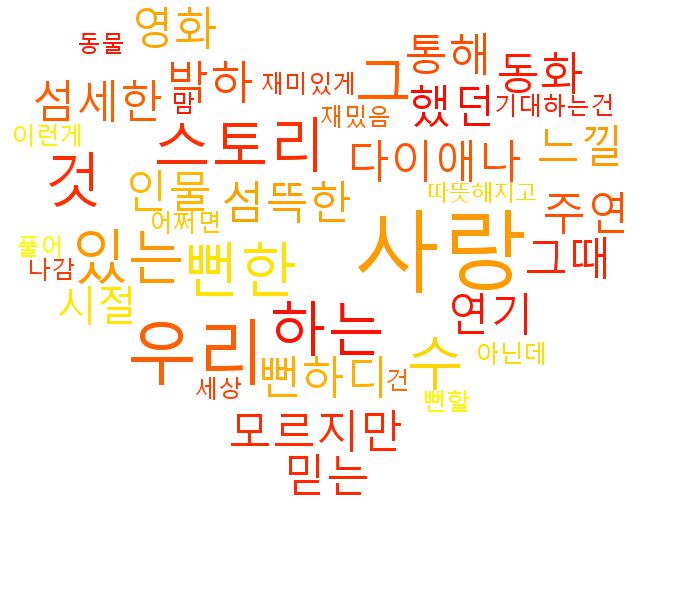 영화
동물
통해
밝하
그
동화
섬세한
맘
재미있게
했던
기대하는건
재밌음
이런게
스토리
다이애나
느낄
것
인물
섬뜩한
따뜻해지고
주연
어쩌면
사랑
풀어
나감
있는
뻔한
그때
시절
하는
연기
우리
수
아닌데
세상
뻔하디
건
뻔할
모르지만
믿는